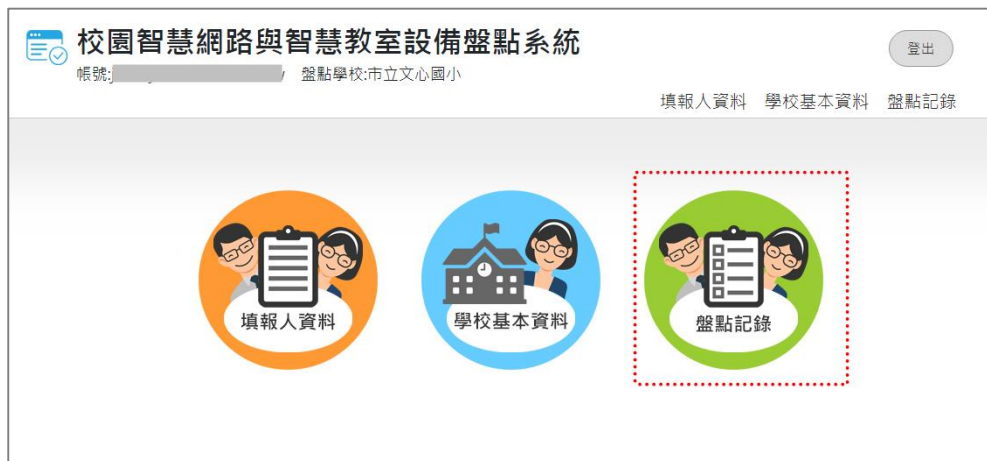 校園智慧網路與智慧教室設備盤點系統
登出
帳號: 盤點學校:市立文心國小
填報人資料 學校基本資料 盤點記錄
填報人資料
學校基本資料
盤點記錄